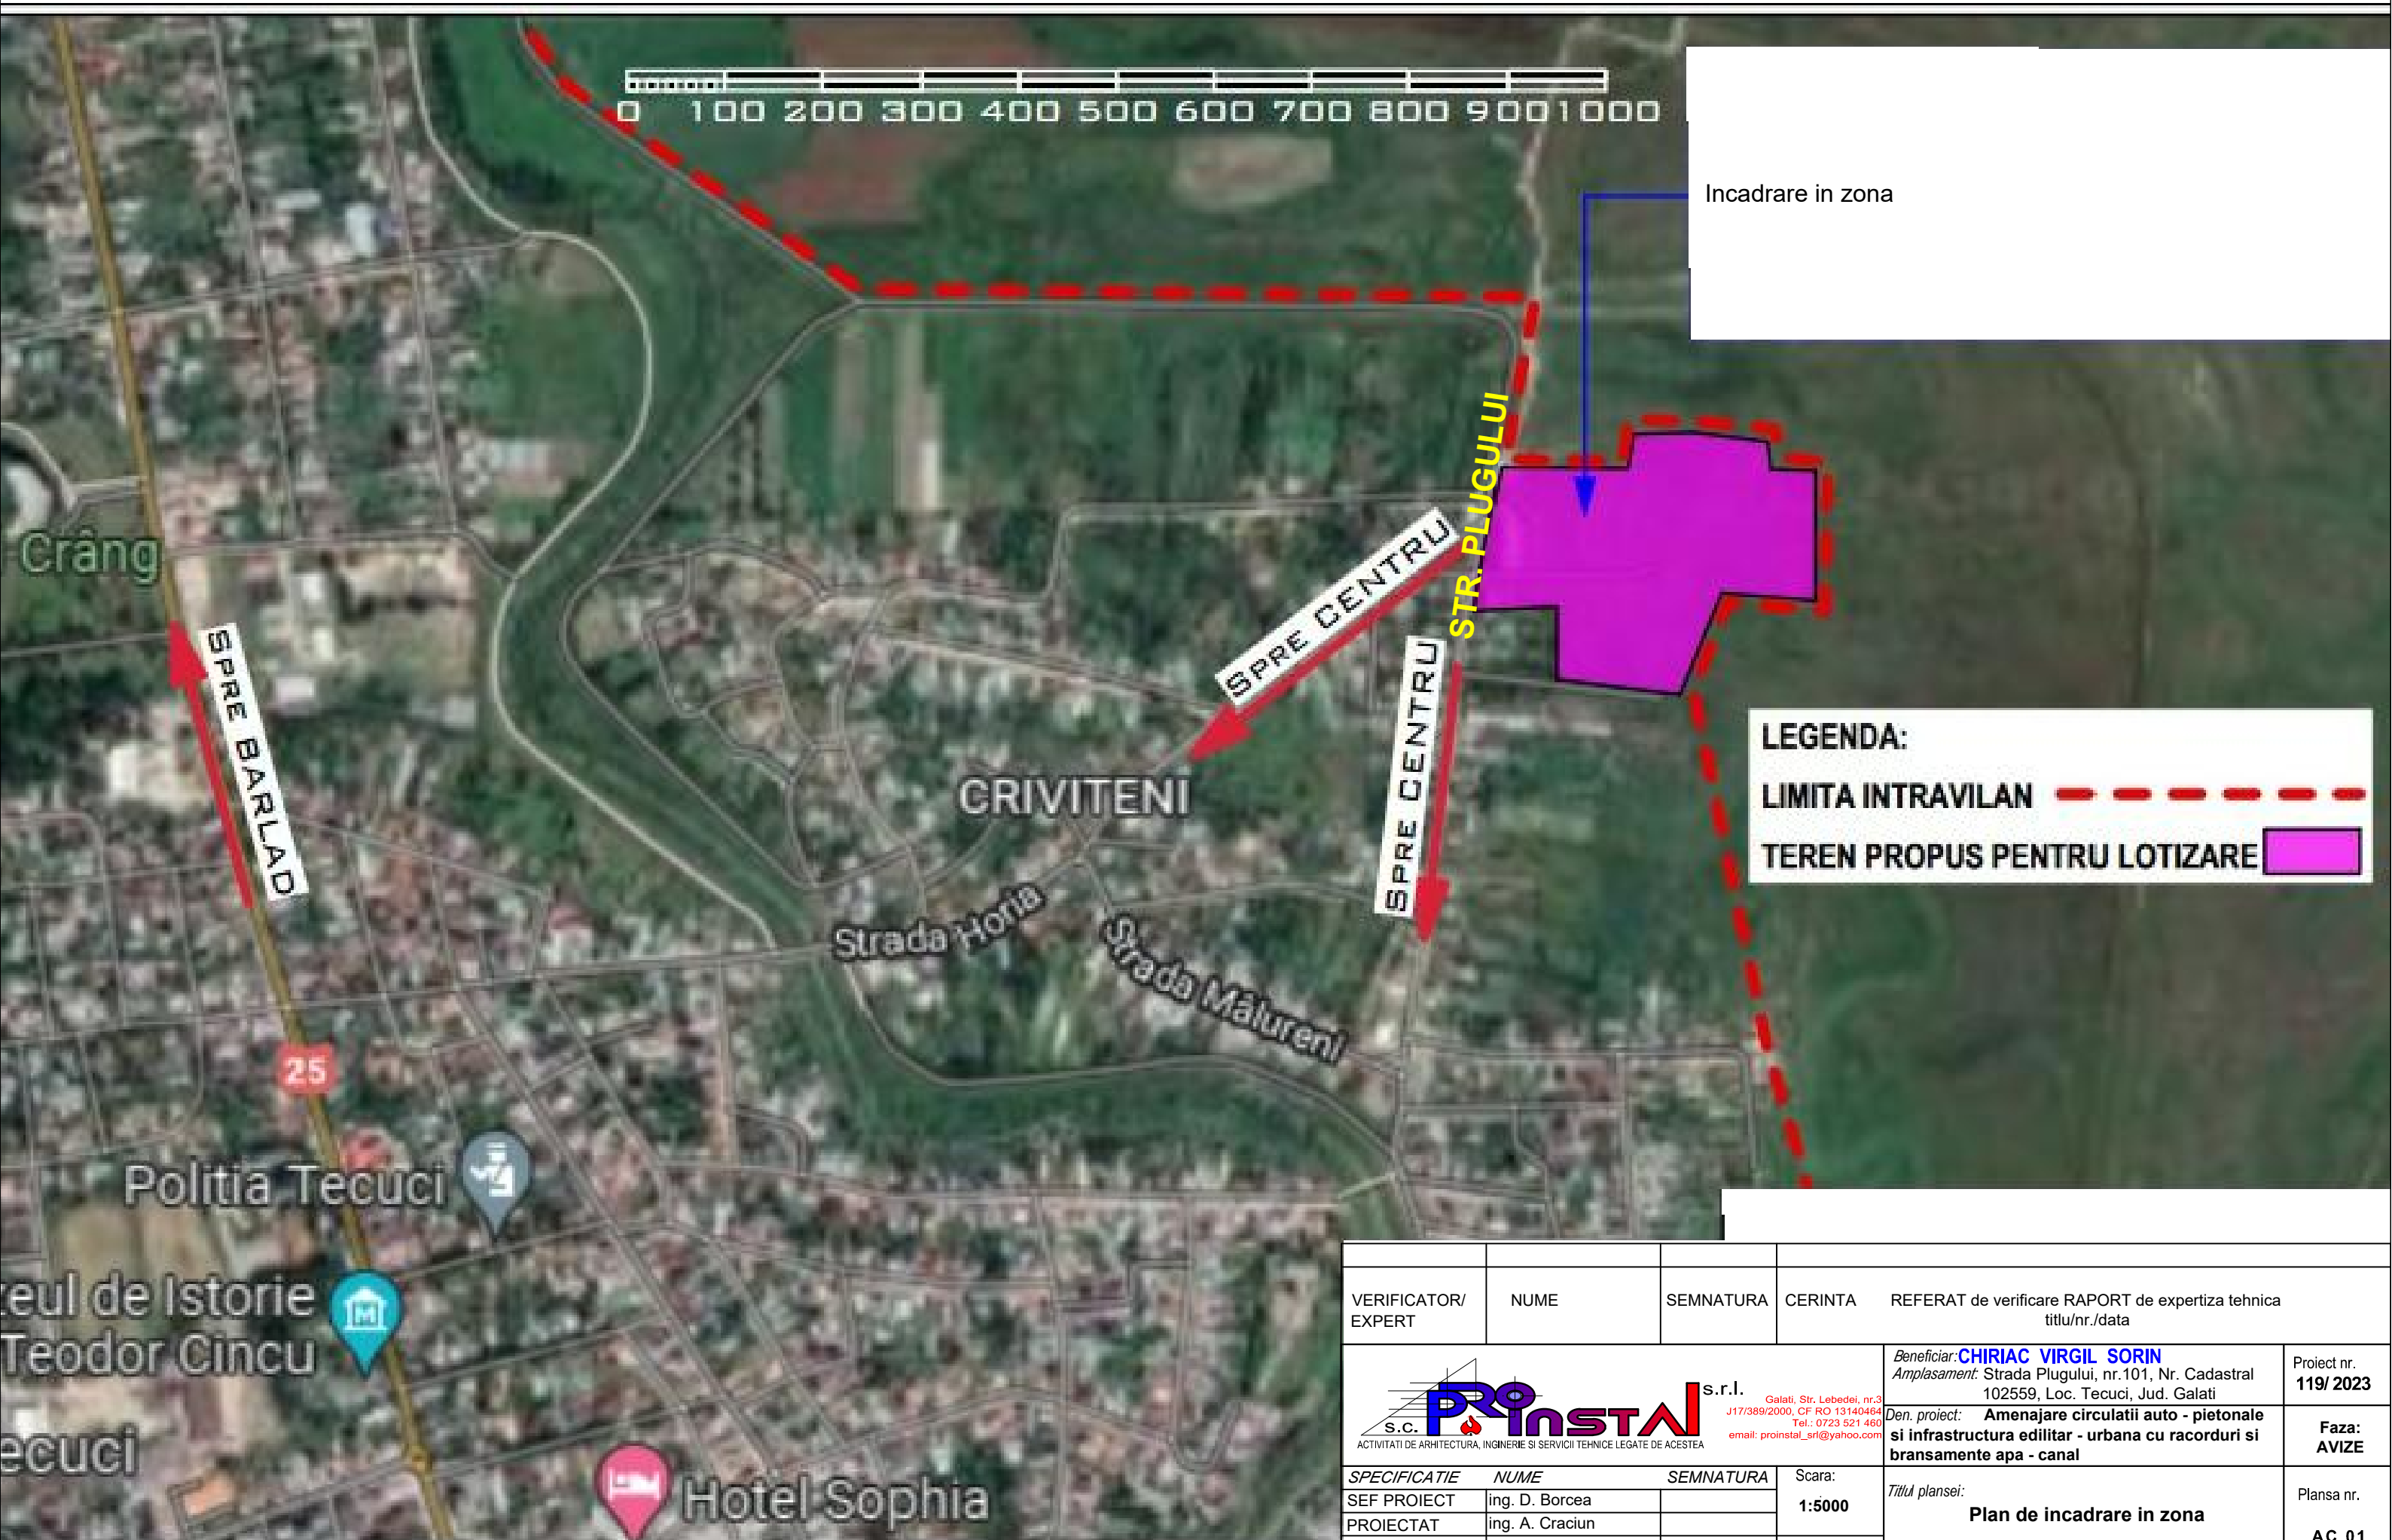 0 100 200 300 400 500 600 700 800 900 1000
Incadrare in zona
STR. PLUGULUI
Crâng
SPRE CENTRU
SPRE BARLAD
SPRE CENTRU
LEGENDA:
LIMITA INTRAVILAN
TEREN PROPUS PENTRU LOTIZARE
CRIVITENI
Strada Horia
Strada Mălureni
25
Politia Tecuci
zeul de Istorie
Teodor Cincu
ecuci
Hotel Sophia
VERIFICATOR/ EXPERT NUME SEMNATURA CERINTA REFERAT de verificare RAPORT de expertiza tehnica
titlu/nr./data
S.C. PROINSTAL s.r.l.
Galati, Str. Lebedei, nr.3
J17/389/2000, CF RO 13140464
Tel.: 0723 521 460
email: proinstal_srl@yahoo.com
ACTIVITATI DE ARHITECTURA, INGINERIE SI SERVICII TEHNICE LEGATE DE ACESTEA
Beneficiar: CHIRIAC VIRGIL SORIN
Amplasament: Strada Plugului, nr.101, Nr. Cadastral
102559, Loc. Tecuci, Jud. Galati
Proiect nr.
119/ 2023
Den. proiect: Amenajare circulatii auto - pietonale
si infrastructura edilitar - urbana cu racorduri si
bransamente apa - canal
Faza:
AVIZE
SPECIFICATIE NUME SEMNATURA
SEF PROIECT ing. D. Borcea
PROIECTAT ing. A. Craciun
Scara:
1:5000
Titlul plansei:
Plan de incadrare in zona
Plansa nr.
AC 01